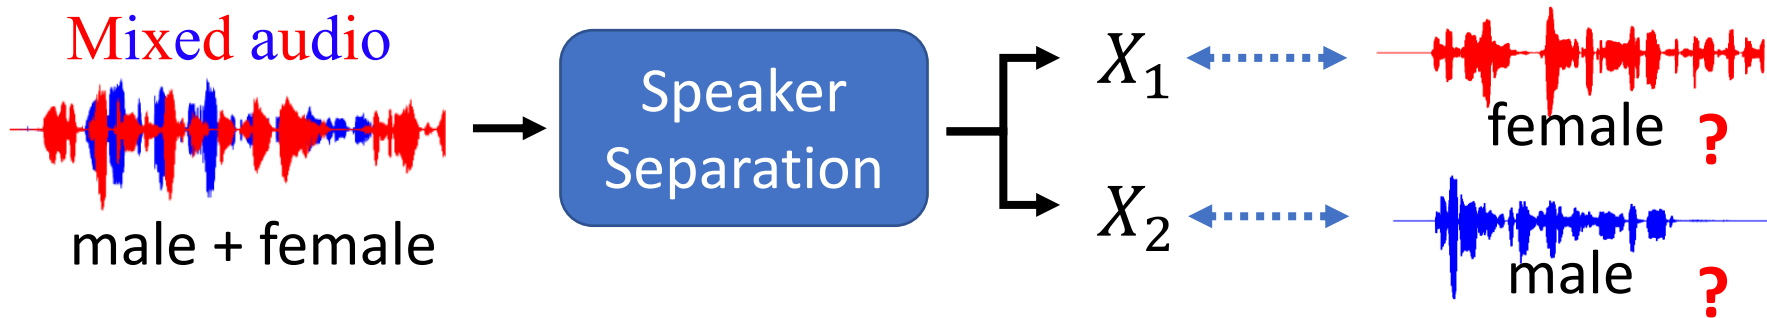 Mixed audio
male + female
Speaker
Separation
X₁
X₂
female ?
male ?